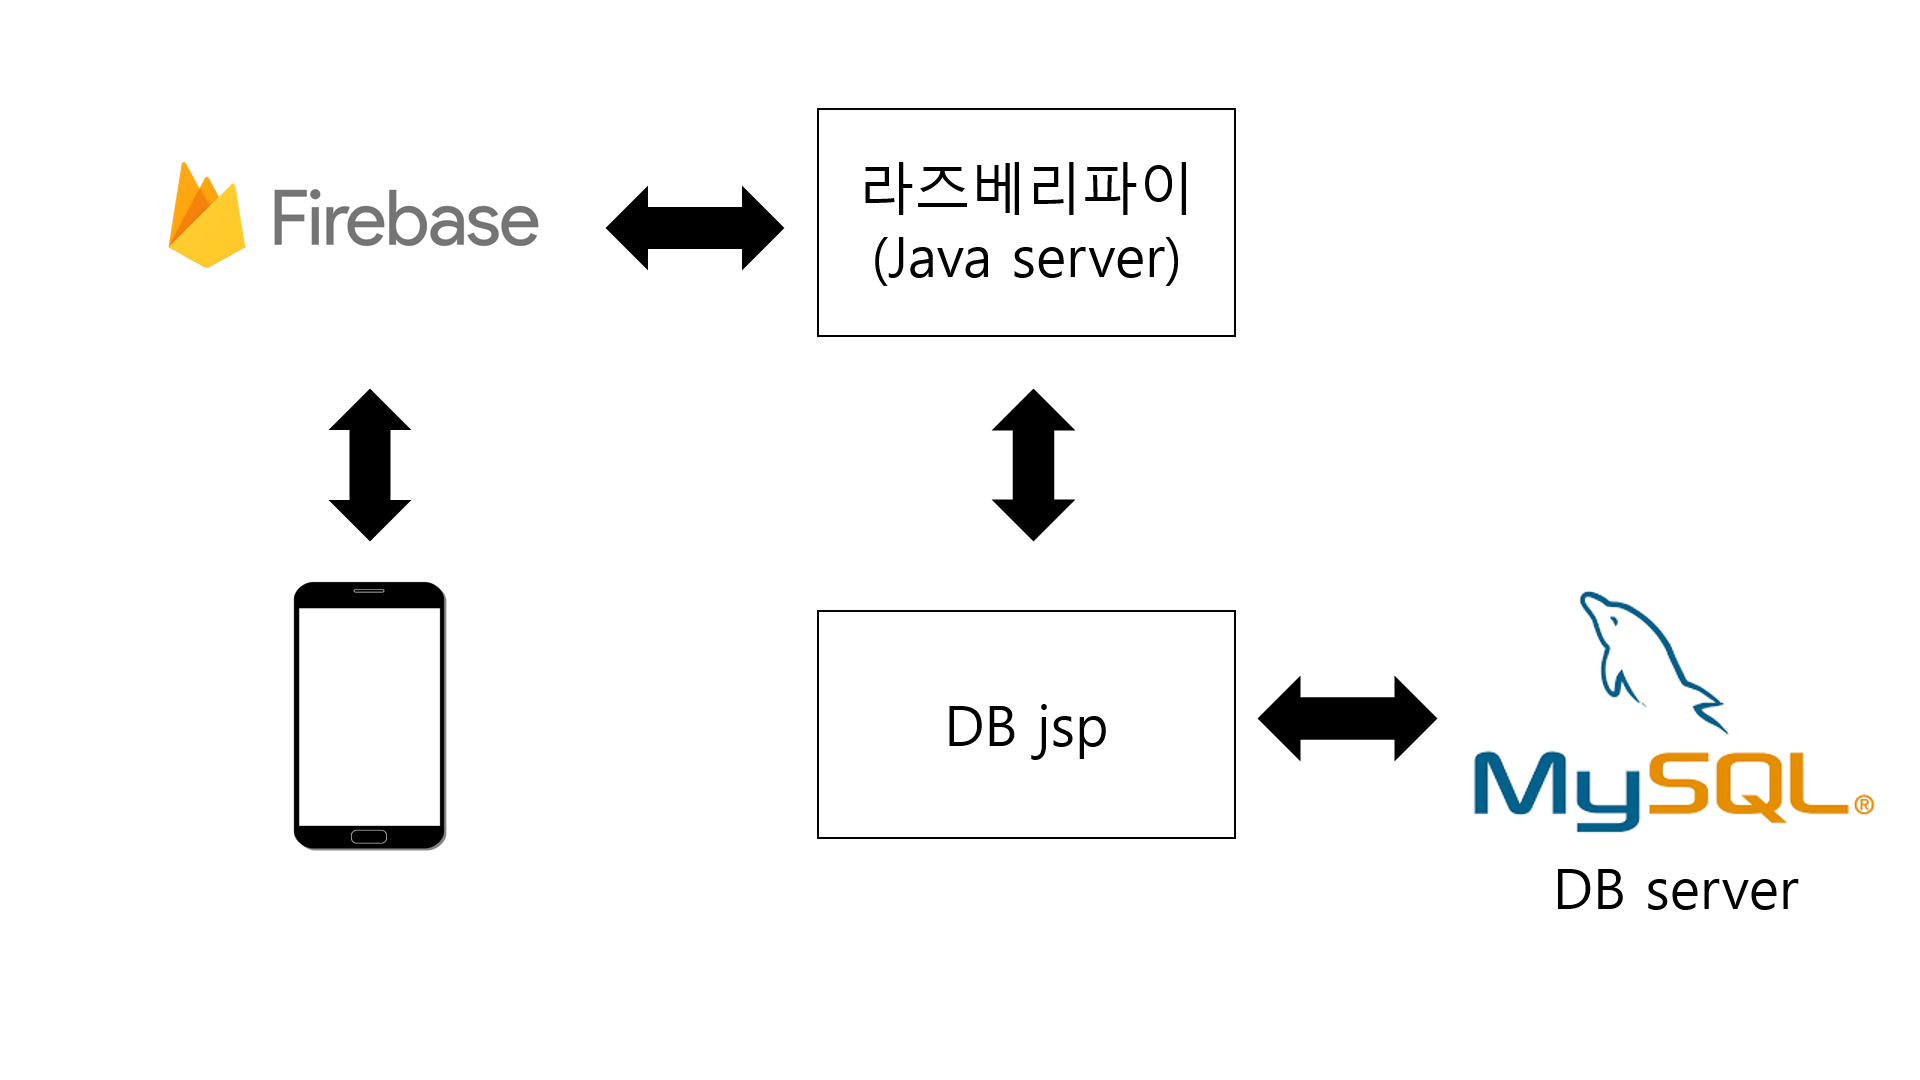 Firebase
라즈베리파이
(Java server)
DB jsp
MySQL®
DB server